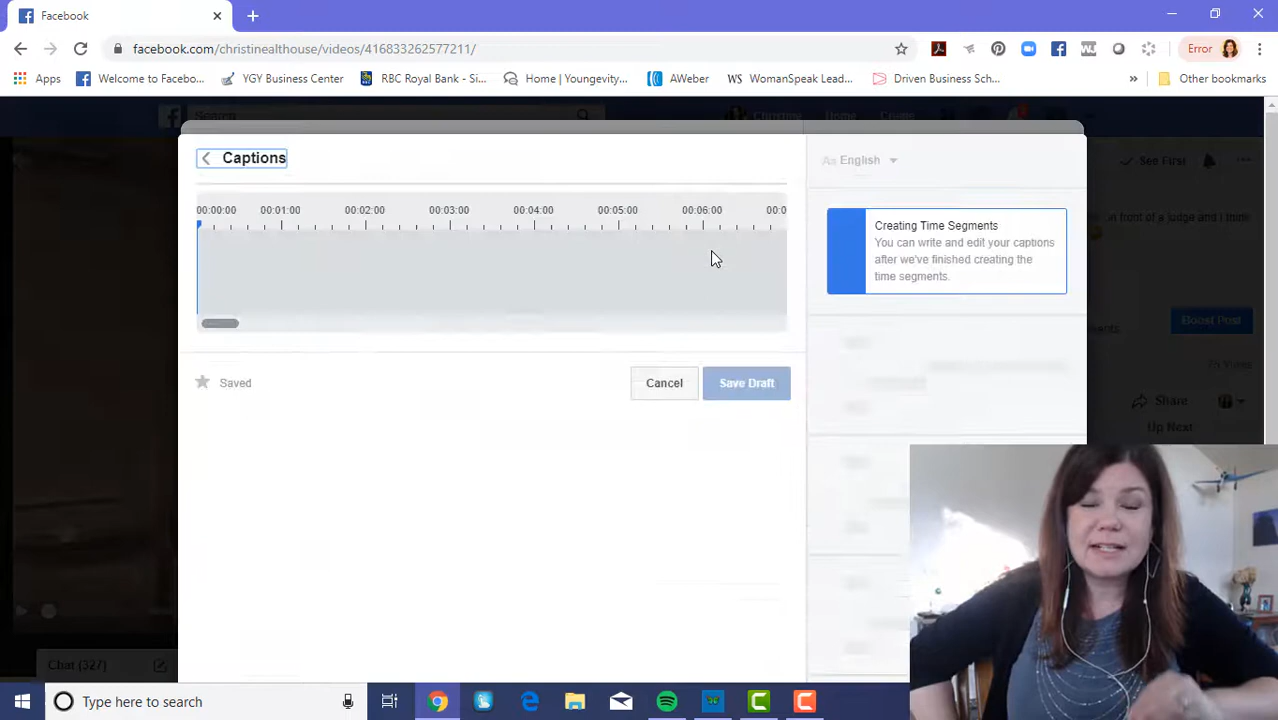 Facebook
facebook.com/christinealthouse/videos/416833262577211/
Error
Apps
Welcome to Facebo...
YGY Business Center
RBC Royal Bank - Si...
Home | Youngevity...
AWeber
WS WomanSpeak Lead...
Driven Business Sch...
»
Other bookmarks
Search
Christine Home Create
Captions
Aa English
See First
00:00:00 00:01:00 00:02:00 00:03:00 00:04:00 00:05:00 00:06:00 00:0
Creating Time Segments
You can write and edit your captions
after we've finished creating the
time segments.
in front of a judge and I think
Boost Post
Saved
Cancel
Save Draft
Share
Up Next
Chat (327)
Type here to search